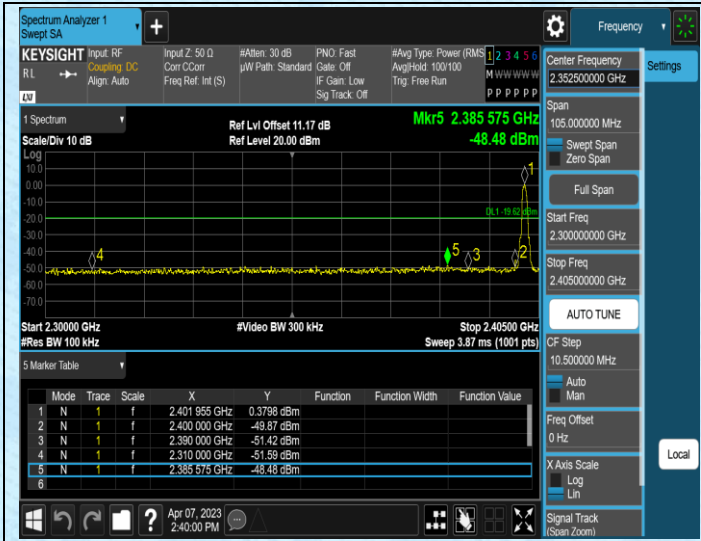 Spectrum Analyzer 1
Swept SA
+
Frequency
KEYSIGHT
RL
LXI
Input: RF
Coupling: DC
Align: Auto
Input Z: 50 Ω
Corr CCorr
Freq Ref: Int (S)
#Atten: 30 dB
µW Path: Standard
PNO: Fast
Gate: Off
IF Gain: Low
Sig Track: Off
#Avg Type: Power (RMS
Avg|Hold: 100/100
Trig: Free Run
1 2 3 4 5 6
M W W W W W
P P P P P P
Center Frequency
2.352500000 GHz
Settings
Span
105.000000 MHz
Swept Span
Zero Span
Full Span
Start Freq
2.300000000 GHz
Stop Freq
2.405000000 GHz
AUTO TUNE
CF Step
10.500000 MHz
Auto
Man
Freq Offset
0 Hz
X Axis Scale
Log
Lin
Signal Track
(Span Zoom)
Local
1 Spectrum
Scale/Div 10 dB
Ref Lvl Offset 11.17 dB
Ref Level 20.00 dBm
Mkr5 2.385 575 GHz
-48.48 dBm
Log
10.0
0.00
-10.0
-20.0
-30.0
-40.0
-50.0
-60.0
-70.0
1
DL1 -19.62 dBm
4
5
3
2
Start 2.30000 GHz
#Video BW 300 kHz
Stop 2.40500 GHz
#Res BW 100 kHz
Sweep 3.87 ms (1001 pts)
5 Marker Table
Mode Trace Scale X Y Function Function Width Function Value
1 N 1 f 2.401 955 GHz 0.3798 dBm
2 N 1 f 2.400 000 GHz -49.87 dBm
3 N 1 f 2.390 000 GHz -51.42 dBm
4 N 1 f 2.310 000 GHz -51.59 dBm
5 N 1 f 2.385 575 GHz -48.48 dBm
6
?
Apr 07, 2023
2:40:00 PM